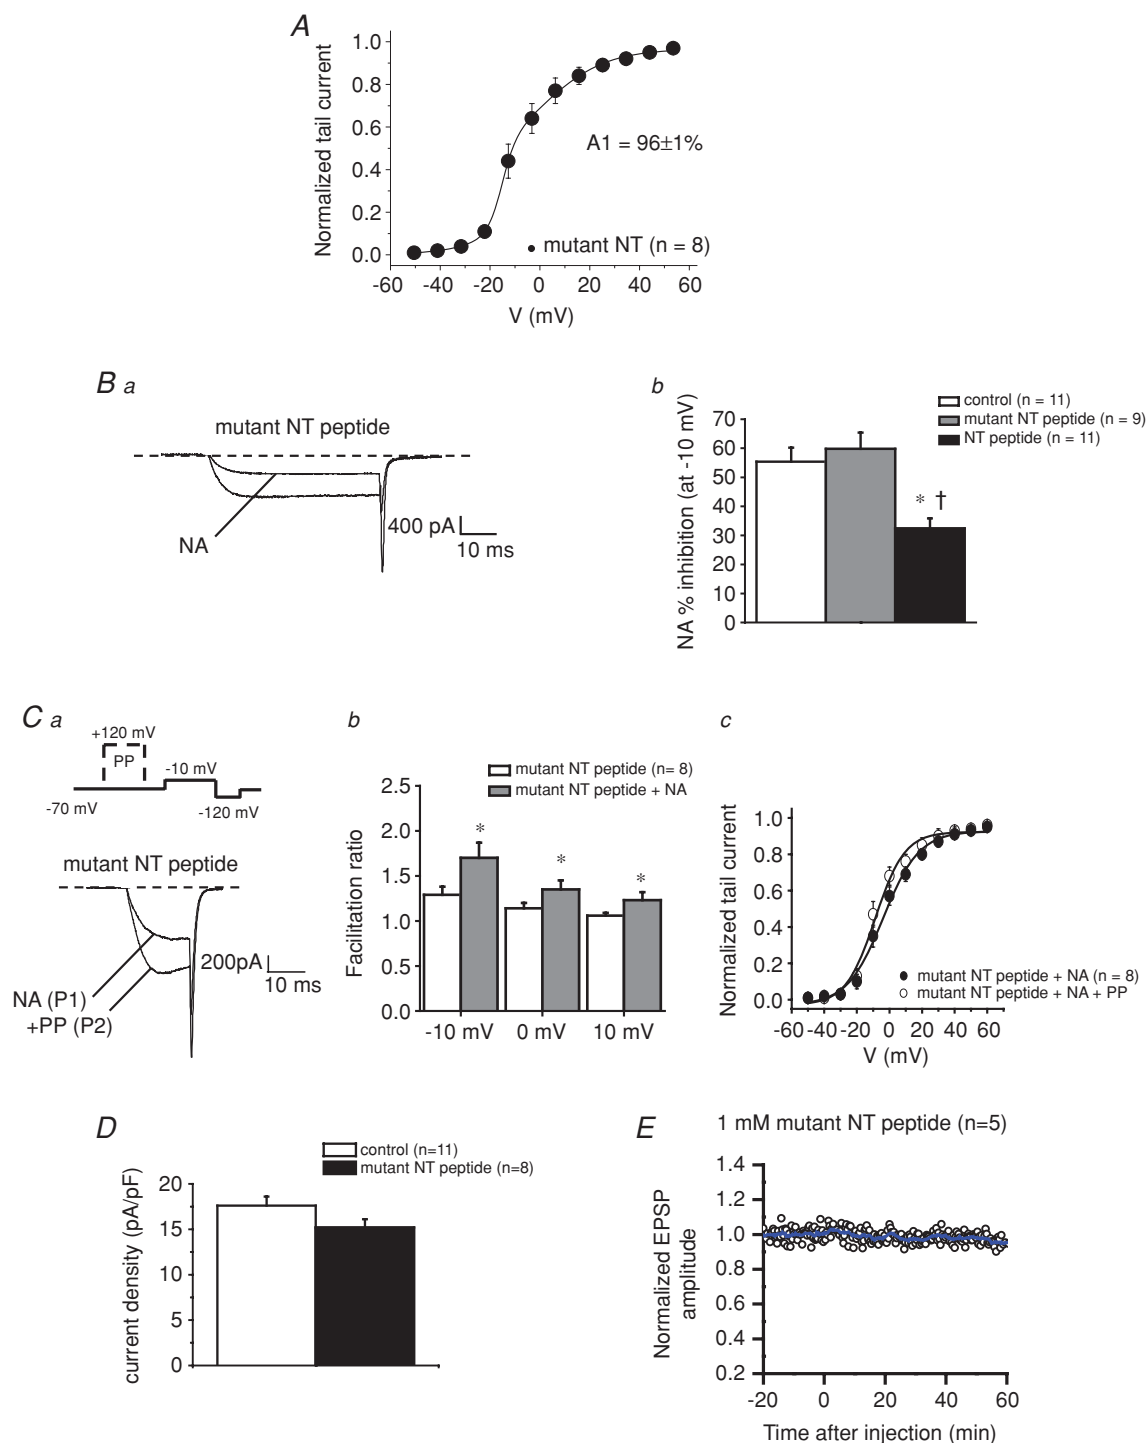 A
Normalized tail current
1.0
0.8
0.6
0.4
0.2
0.0
A1 = 96±1%
mutant NT (n = 8)
-60 -40 -20 0 20 40 60
V (mV)
B a
mutant NT peptide
NA
400 pA
10 ms
b
control (n = 11)
mutant NT peptide (n = 9)
NT peptide (n = 11)
NA % inhibition (at -10 mV)
70
60
50
40
30
20
10
0
* †
C a
+120 mV
PP
-10 mV
-70 mV
-120 mV
mutant NT peptide
NA (P1)
+PP (P2)
200pA
10 ms
b
mutant NT peptide (n= 8)
mutant NT peptide + NA
Facilitation ratio
2.5
2.0
1.5
1.0
0.5
0.0
* * *
-10 mV 0 mV 10 mV
c
Normalized tail current
1.0
0.8
0.6
0.4
0.2
0.0
mutant NT peptide + NA (n = 8)
mutant NT peptide + NA + PP
-60 -40 -20 0 20 40 60
V (mV)
D
control (n=11)
mutant NT peptide (n=8)
current density (pA/pF)
20
15
10
5
0
E
1 mM mutant NT peptide (n=5)
Normalized EPSP
amplitude
1.4
1.2
1.0
0.8
0.6
0.4
0.2
-20 0 20 40 60
Time after injection (min)